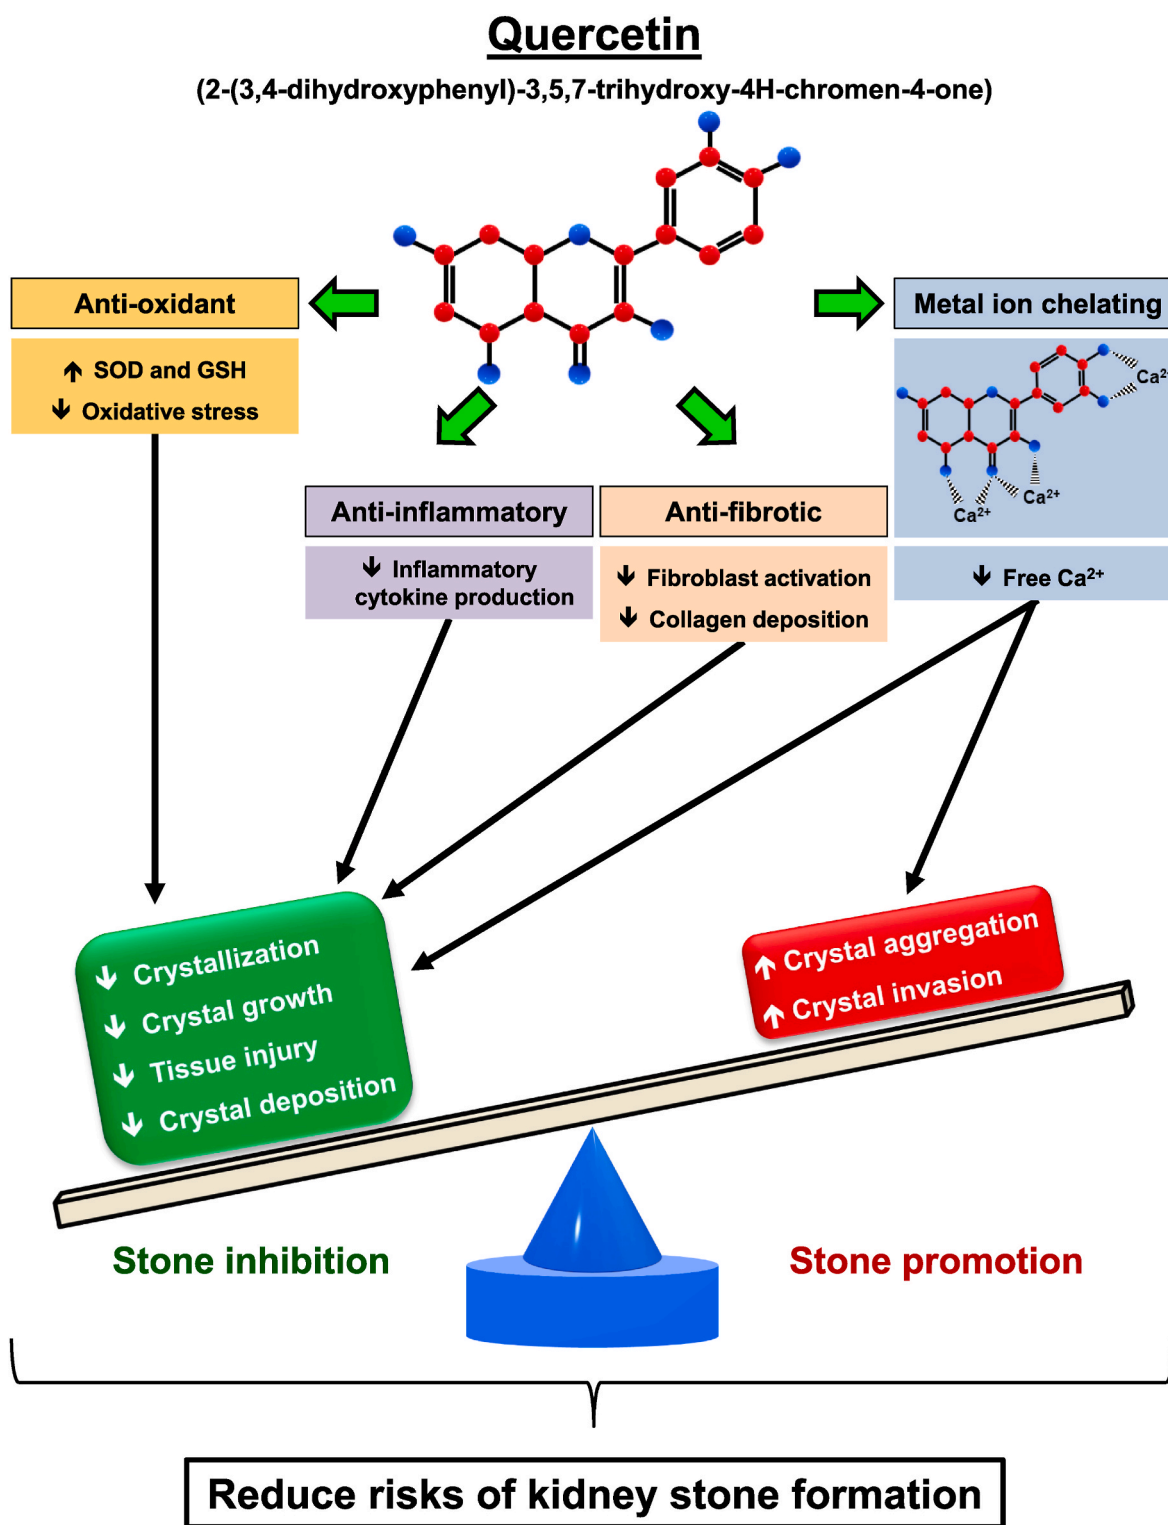 Quercetin
(2-(3,4-dihydroxyphenyl)-3,5,7-trihydroxy-4H-chromen-4-one)
Anti-oxidant
↑ SOD and GSH
↓ Oxidative stress
Metal ion chelating
Ca²⁺
Ca²⁺
Ca²⁺
↓ Free Ca²⁺
Anti-inflammatory
↓ Inflammatory
cytokine production
Anti-fibrotic
↓ Fibroblast activation
↓ Collagen deposition
↓ Crystallization
↓ Crystal growth
↓ Tissue injury
↓ Crystal deposition
↑ Crystal aggregation
↑ Crystal invasion
Stone inhibition
Stone promotion
Reduce risks of kidney stone formation